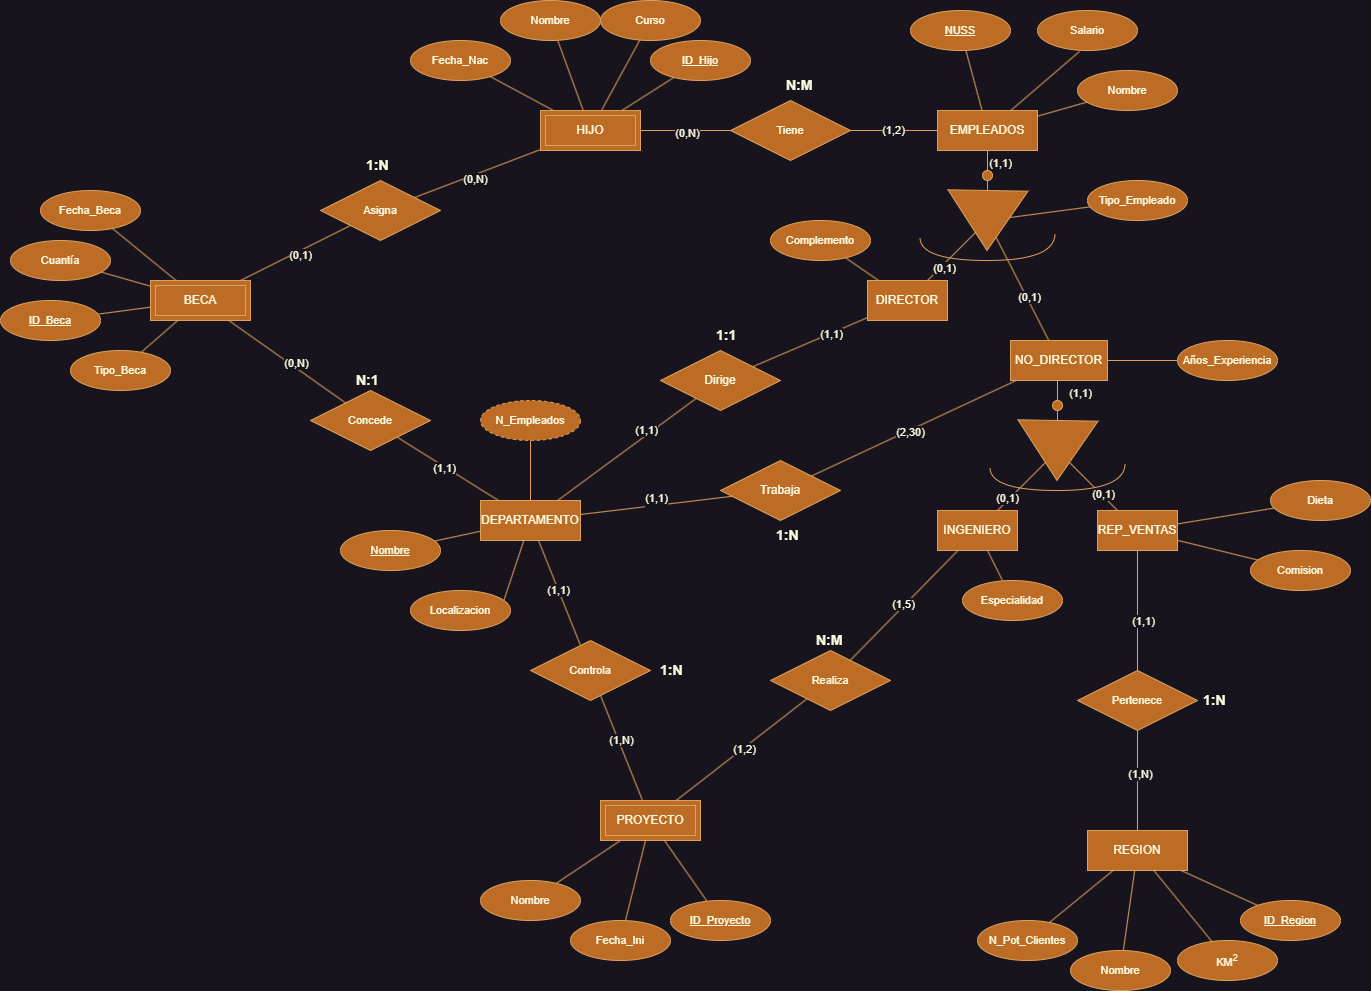 Nombre
Curso
NUSS
Salario
Fecha_Nac
ID_Hijo
N:M
Nombre
HIJO
(0,N)
Tiene
(1,2)
EMPLEADOS
1:N
(1,1)
(0,N)
Fecha_Beca
Asigna
Tipo_Empleado
Complemento
Cuantía
(0,1)
(0,1)
BECA
DIRECTOR
(0,1)
ID_Beca
1:1
(1,1)
Tipo_Beca
(0,N)
NO_DIRECTOR
Años_Experiencia
N:1
Dirige
(1,1)
Concede
N_Empleados
(1,1)
(2,30)
(1,1)
Trabaja
(1,1)
(0,1)
(0,1)
Dieta
DEPARTAMENTO
1:N
INGENIERO
REP_VENTAS
Nombre
Comision
(1,1)
Localizacion
(1,5)
Especialidad
(1,1)
N:M
Controla
1:N
Realiza
Pertenece
1:N
(1,N)
(1,2)
(1,N)
PROYECTO
REGION
Nombre
ID_Proyecto
ID_Region
Fecha_Ini
N_Pot_Clientes
KM2
Nombre